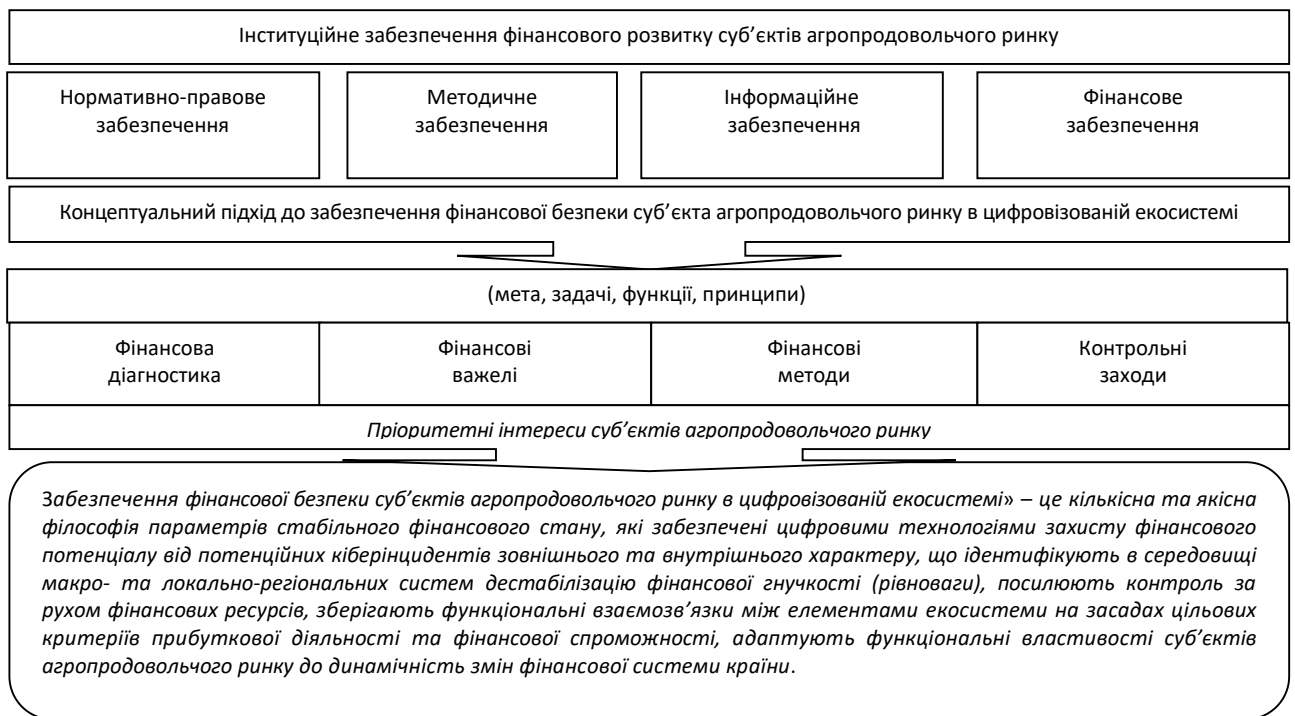 Інституційне забезпечення фінансового розвитку суб’єктів агропродовольчого ринку
Нормативно-правове
забезпечення
Методичне
забезпечення
Інформаційне
забезпечення
Фінансове
забезпечення
Концептуальний підхід до забезпечення фінансової безпеки суб’єкта агропродовольчого ринку в цифровізованій екосистемі
(мета, задачі, функції, принципи)
Фінансова
діагностика
Фінансові
важелі
Фінансові
методи
Контрольні
заходи
Пріоритетні інтереси суб’єктів агропродовольчого ринку
Забезпечення фінансової безпеки суб’єктів агропродовольчого ринку в цифровізованій екосистемі» – це кількісна та якісна
філософія параметрів стабільного фінансового стану, які забезпечені цифровими технологіями захисту фінансового
потенціалу від потенційних кіберінцидентів зовнішнього та внутрішнього характеру, що ідентифікують в середовищі
макро- та локально-регіональних систем дестабілізацію фінансової гнучкості (рівноваги), посилюють контроль за
рухом фінансових ресурсів, зберігають функціональні взаємозв’язки між елементами екосистеми на засадах цільових
критеріїв прибуткової діяльності та фінансової спроможності, адаптують функціональні властивості суб’єктів
агропродовольчого ринку до динамічність змін фінансової системи країни.